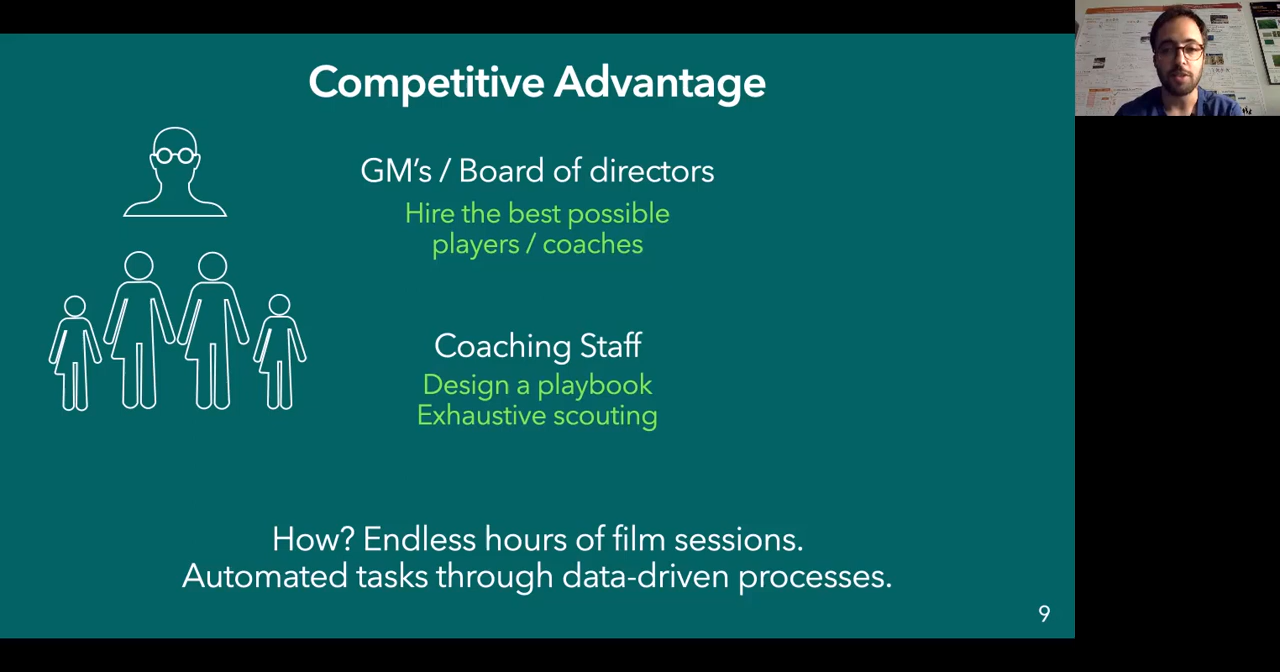 Competitive Advantage
GM's / Board of directors
Hire the best possible
players / coaches
Coaching Staff
Design a playbook
Exhaustive scouting
How? Endless hours of film sessions.
Automated tasks through data-driven processes.
9